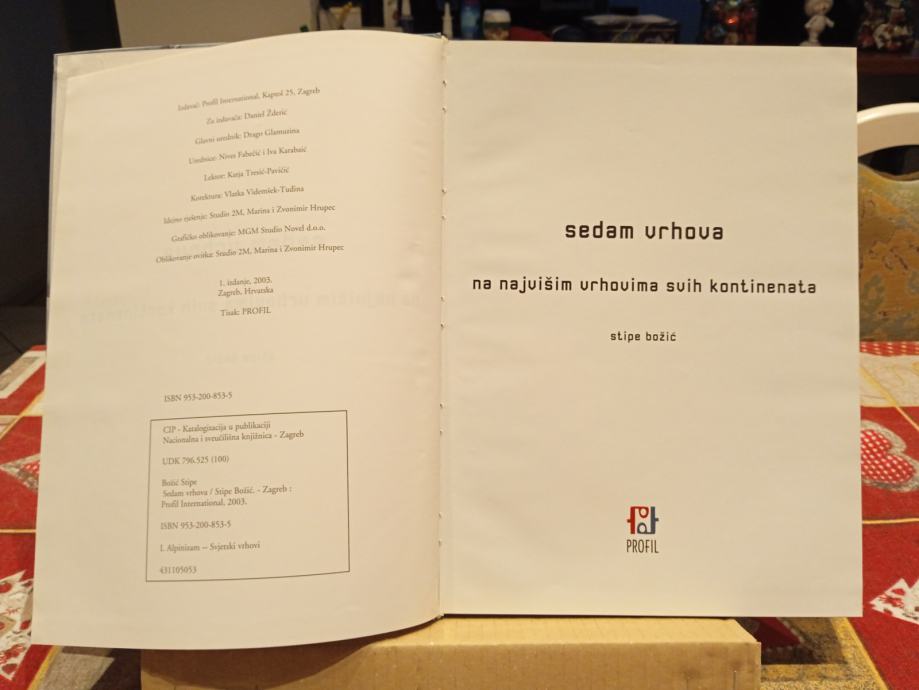 Izdavač: Profil International, Kaptol 25, Zagreb
Za izdavača: Daniel Žderić
Glavni urednik: Drago Glamuzina
Urednice: Nives Fabečić i Iva Karabaić
Lektor: Katja Tresić-Pavičić
Korektura: Vlatka Videmšek-Tudina
Idejno rješenje: Studio 2M, Marina i Zvonimir Hrupec
Grafičko oblikovanje: MGM Studio Novel d.o.o.
Oblikovanje ovitka: Studio 2M, Marina i Zvonimir Hrupec
1. izdanje, 2003.
Zagreb, Hrvatska
Tisak: PROFIL
ISBN 953-200-853-5
CIP - Katalogizacija u publikaciji
Nacionalna i sveučilišna knjižnica - Zagreb
UDK 796.525 (100)
Božić Stipe
Sedam vrhova / Stipe Božić. - Zagreb :
Profil International, 2003.
ISBN 953-200-853-5
I. Alpinizam -- Svjetski vrhovi
431105053
sedam vrhova
na najvišim vrhovima svih kontinenata
stipe božić
PROFIL